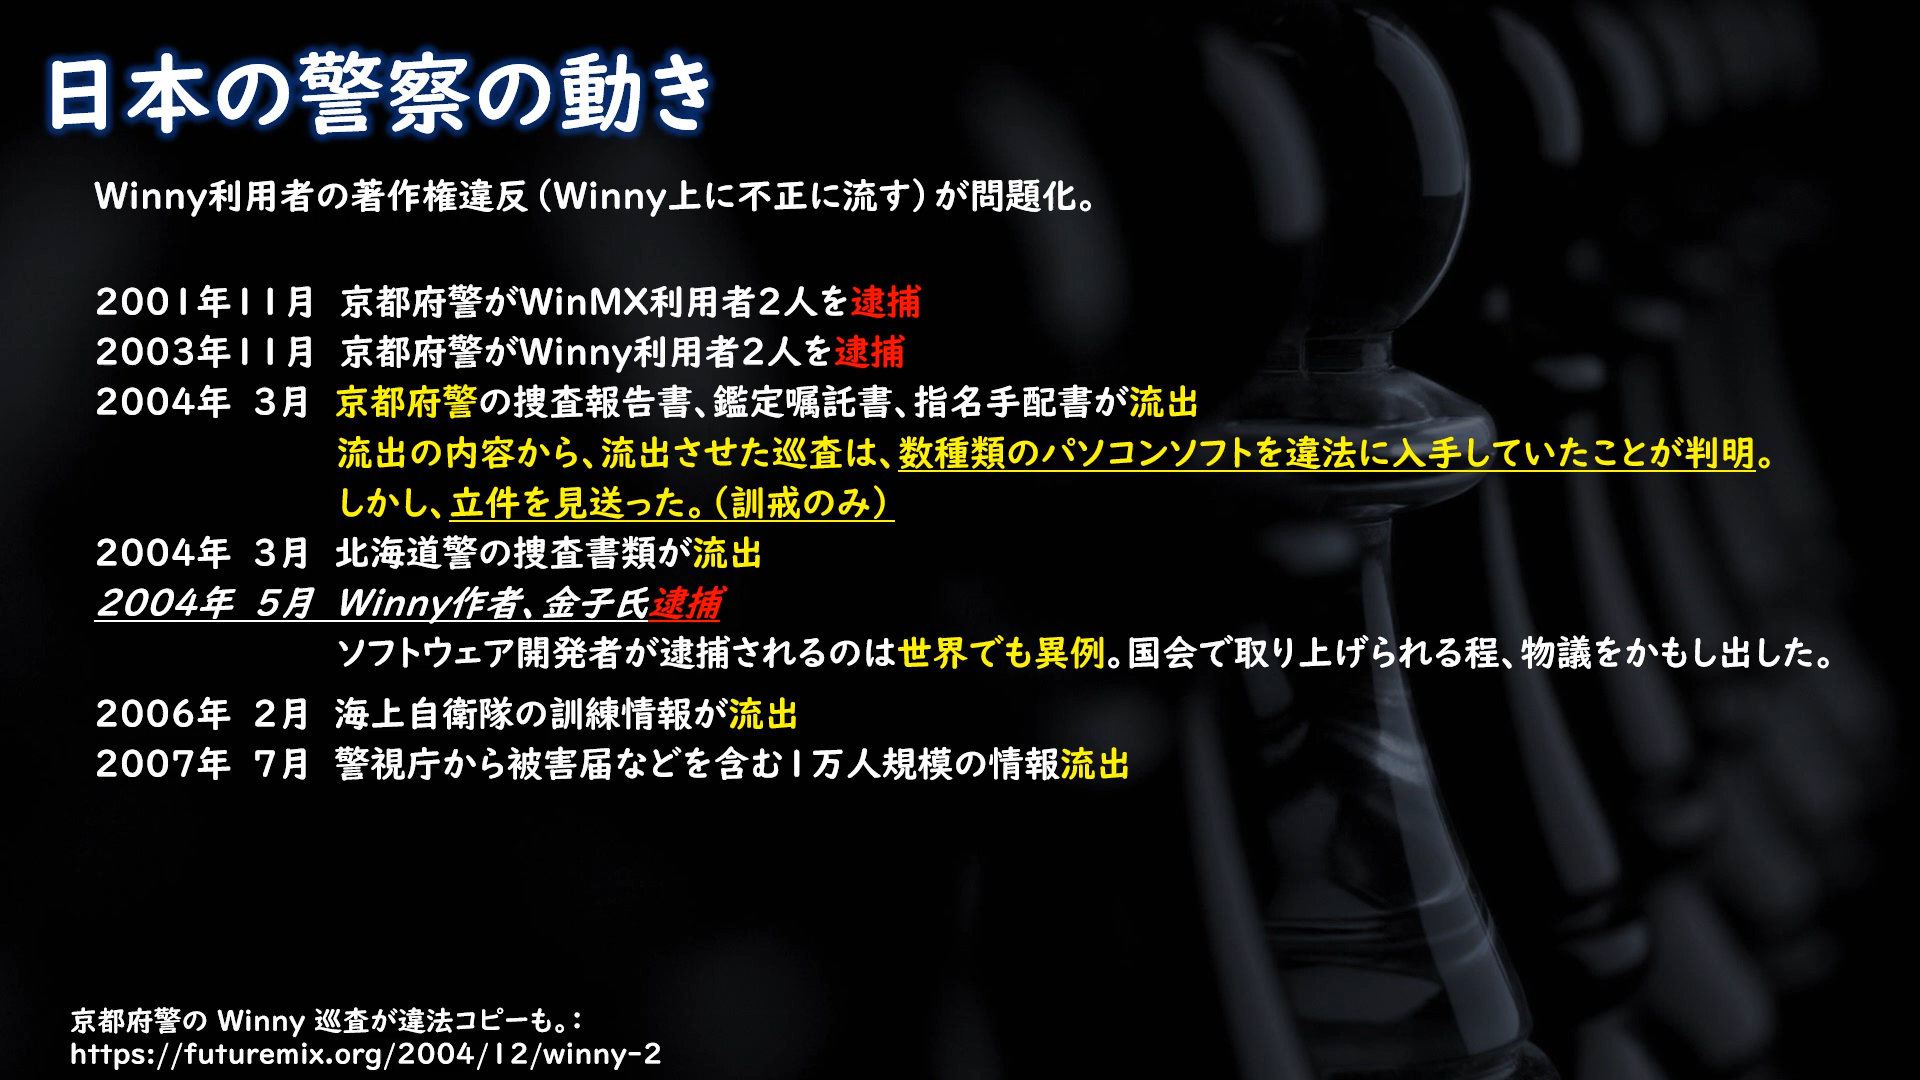 日本の警察の動き
Winny利用者の著作権違反（Winny上に不正に流す）が問題化。
2001年11月 京都府警がWinMX利用者2人を逮捕
2003年11月 京都府警がWinny利用者2人を逮捕
2004年 3月 京都府警の捜査報告書、鑑定嘱託書、指名手配書が流出
流出の内容から、流出させた巡査は、数種類のパソコンソフトを違法に入手していたことが判明。
しかし、立件を見送った。（訓戒のみ）
2004年 3月 北海道警の捜査書類が流出
2004年 5月 Winny作者、金子氏逮捕
ソフトウェア開発者が逮捕されるのは世界でも異例。国会で取り上げられる程、物議をかもし出した。
2006年 2月 海上自衛隊の訓練情報が流出
2007年 7月 警視庁から被害届などを含む1万人規模の情報流出
京都府警の Winny 巡査が違法コピーも。：
https://futuremix.org/2004/12/winny-2